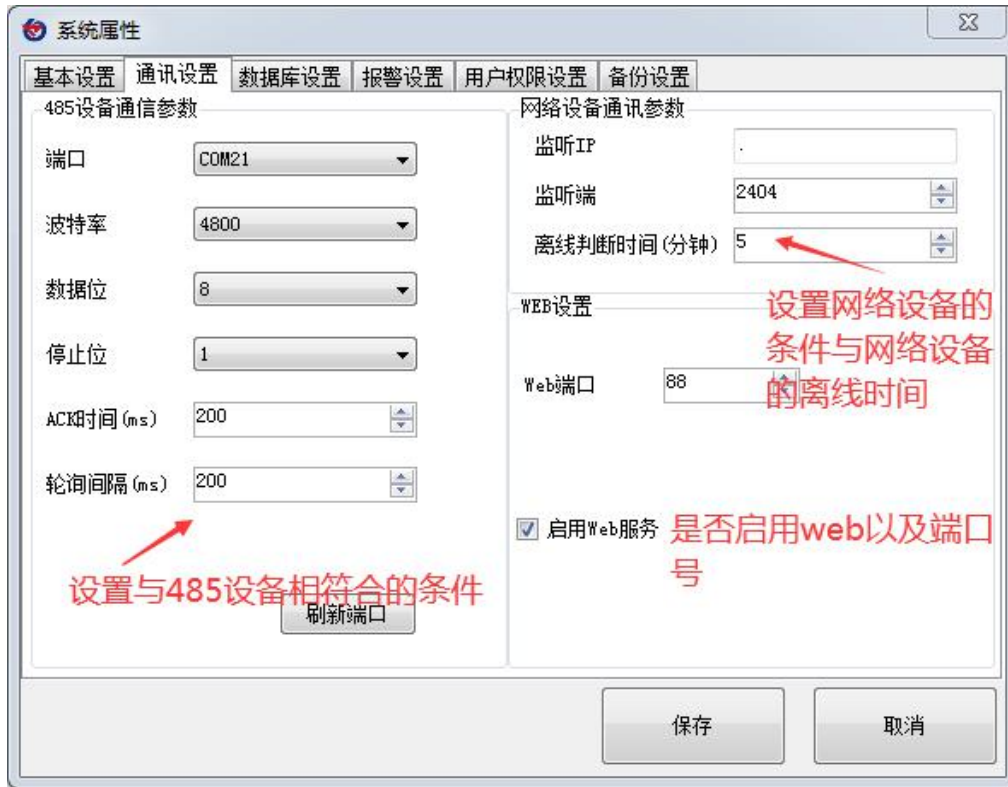 系统属性
基本设置 通讯设置 数据库设置 报警设置 用户权限设置 备份设置
485设备通信参数
端口 COM21
波特率 4800
数据位 8
停止位 1
ACK时间(ms) 200
轮询间隔(ms) 200
设置与485设备相符合的条件
刷新端口
网络设备通讯参数
监听IP .
监听端 2404
离线判断时间(分钟) 5
设置网络设备的
条件与网络设备
的离线时间
WEB设置
Web端口 88
启用Web服务
是否启用web以及端口
号
保存 取消